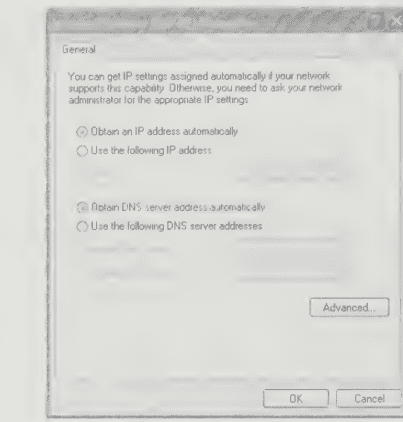 General
You can get IP settings assigned automatically if your network
supports this capability. Otherwise, you need to ask your network
administrator for the appropriate IP settings.
Obtain an IP address automatically
Use the following IP address
Obtain DNS server address automatically
Use the following DNS server addresses
Advanced...
OK
Cancel